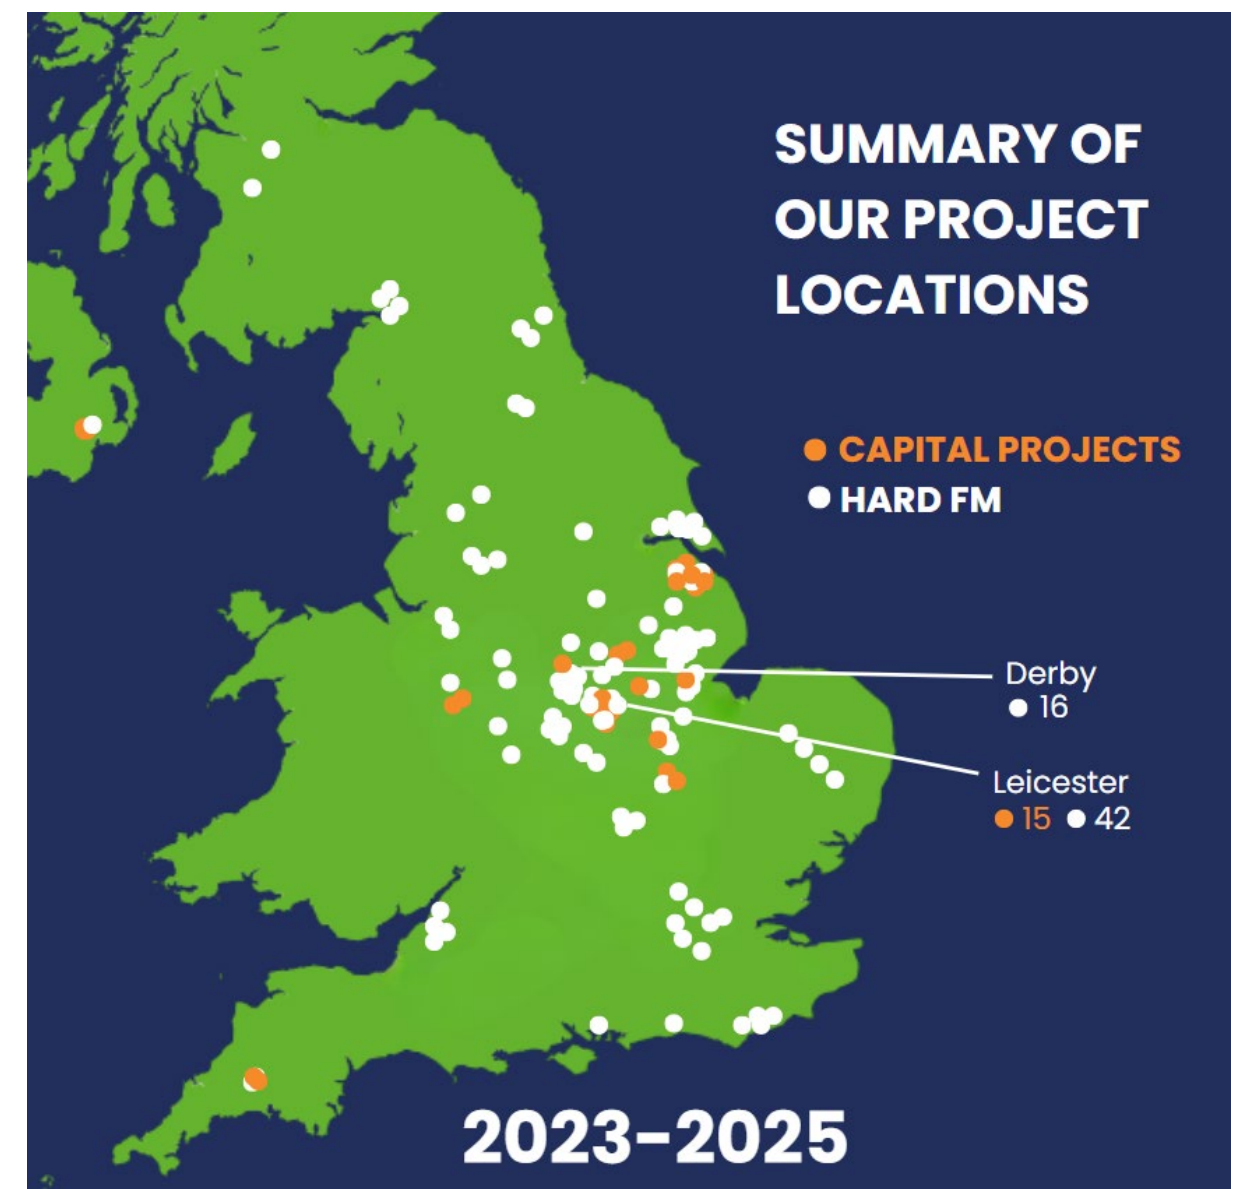 SUMMARY OF
OUR PROJECT
LOCATIONS
CAPITAL PROJECTS
HARD FM
Derby
16
Leicester
15 42
2023-2025